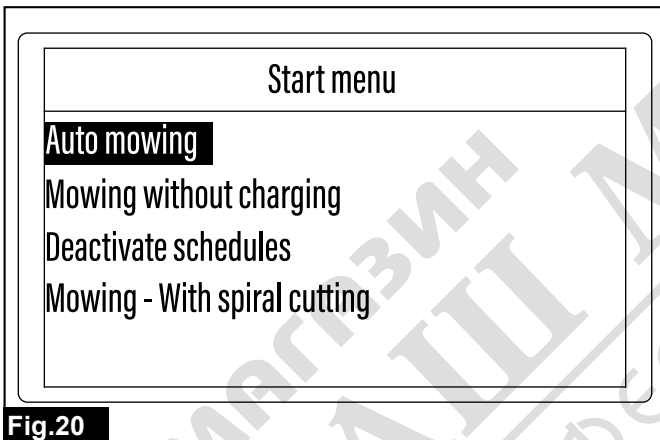 Start menu
Auto mowing
Mowing without charging
Deactivate schedules
Mowing - With spiral cutting
Fig.20